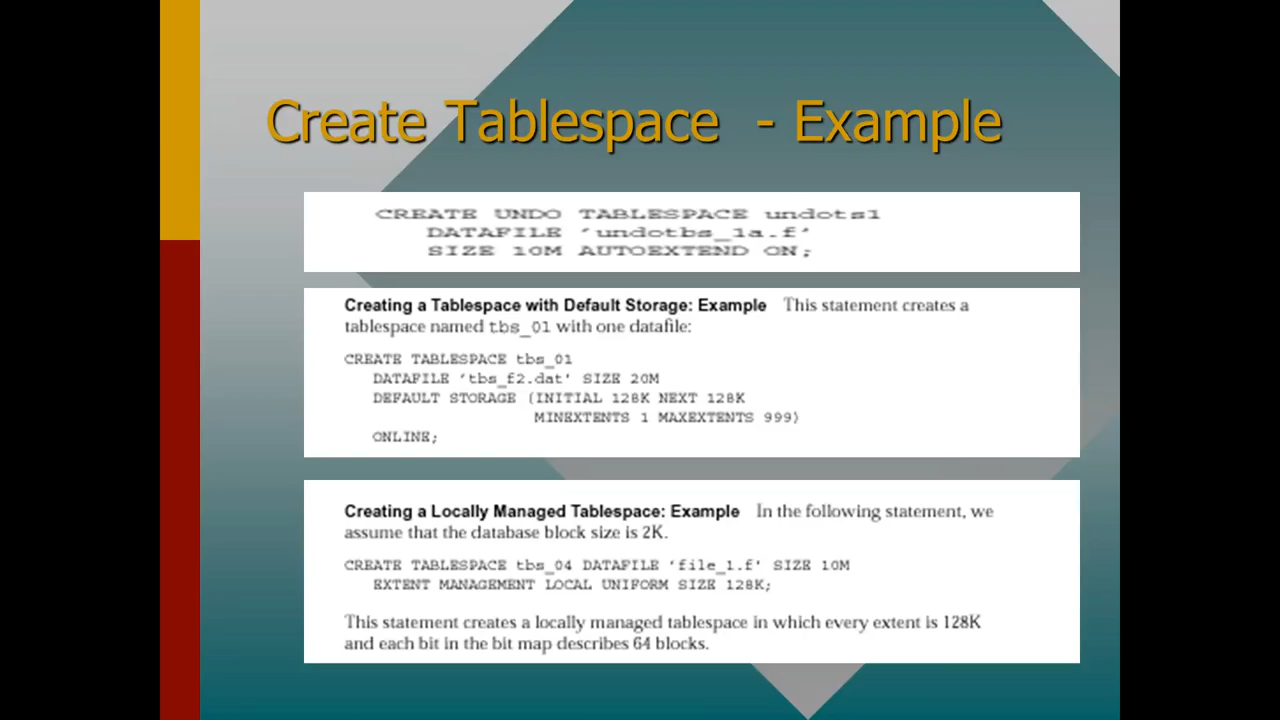 Create Tablespace - Example
CREATE UNDO TABLESPACE undots1
DATAFILE 'undotbs_1a.f'
SIZE 10M AUTOEXTEND ON;
Creating a Tablespace with Default Storage: Example This statement creates a
tablespace named tbs_01 with one datafile:
CREATE TABLESPACE tbs_01
DATAFILE 'tbs_f2.dat' SIZE 20M
DEFAULT STORAGE (INITIAL 128K NEXT 128K
MINEXTENTS 1 MAXEXTENTS 999)
ONLINE;
Creating a Locally Managed Tablespace: Example In the following statement, we
assume that the database block size is 2K.
CREATE TABLESPACE tbs_04 DATAFILE 'file_1.f' SIZE 10M
EXTENT MANAGEMENT LOCAL UNIFORM SIZE 128K;
This statement creates a locally managed tablespace in which every extent is 128K
and each bit in the bit map describes 64 blocks.